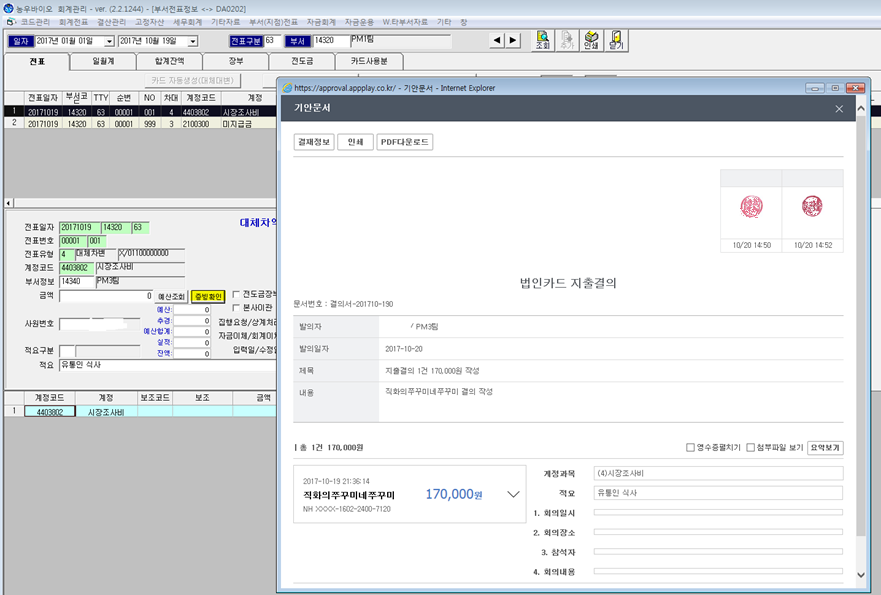 농우바이오 회계관리 - ver. (2.2.1244) - [부서전표정보 <-> DA0202]
코드관리 회계전표 결산관리 고정자산 세무회계 기타자료 부서(지점)전표 자금회계 자금운용 W.타부서자료 기타 창
일자 2017년 01월 01일 2017년 10월 19일 전표구분 63 부서 14320 PM1팀 조회 추가 인쇄 닫기
전표 일월계 합계잔액 장부 전도금 카드사용분
카드 자동생성(대체대변)
전표일자 부서코 TTY 순번 NO 차대 계정코드 계정
1 20171019 14320 63 00001 001 4 4403802 시장조사비
2 20171019 14320 63 00001 999 3 2100300 미지급금
대체차
전표일자 20171019 14320 63
전표번호 00001 001
전표유형 4 대체차변 X/01100000000
계정코드 4403802 시장조사비
부서정보 14340 PM3팀
금액 0 예산조회 증빙확인 전도금장부
예산: 0 본사이관
사원번호 추경: 0 집행요청/상계처리
예산합계: 0 자금이체/회계이체
실적: 0
적요구분 잔액: 0 입력일/수정일
적요 유통인 식사
계정코드 계정 보조코드 보조 금액
1 4403802 시장조사비
https://approval.appplay.co.kr/ - 기안문서 - Internet Explorer
기안문서
결재정보 인쇄 PDF다운로드
10/20 14:50 10/20 14:52
법인카드 지출결의
문서번호 : 결의서-201710-190
발의자 / PM3팀
발의일자 2017-10-20
제목 지출결의 1건 170,000원 작성
내용 직화의쭈꾸미네쭈꾸미 결의 작성
총 1건 170,000원 영수증펼치기 첨부파일 보기 요약보기
2017-10-19 21:36:14
직화의쭈꾸미네쭈꾸미 170,000원
NH XXXX-1602-2400-7120
계정과목 (4)시장조사비
적요 유통인 식사
1. 회의일시
2. 회의장소
3. 참석자
4. 회의내용